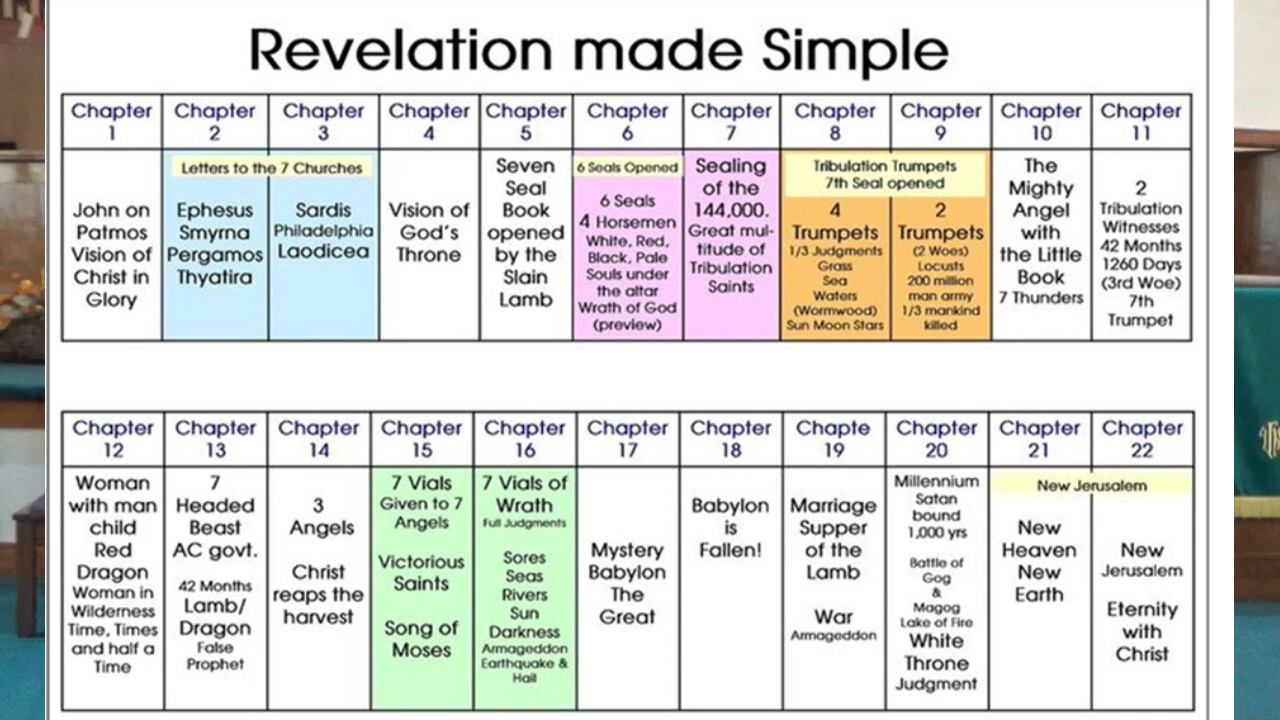 Revelation made Simple
Chapter
1
John on
Patmos
Vision of
Christ in
Glory
Chapter
2
Chapter
3
Letters to the 7 Churches
Ephesus
Smyrna
Pergamos
Thyatira
Sardis
Philadelphia
Laodicea
Chapter
4
Vision of
God's
Throne
Chapter
5
Seven
Seal
Book
opened
by the
Slain
Lamb
Chapter
6
6 Seals Opened
6 Seals
4 Horsemen
White, Red,
Black, Pale
Souls under
the altar
Wrath of God
(preview)
Chapter
7
Sealing
of the
144,000.
Great mul-
titude of
Tribulation
Saints
Chapter
8
Chapter
9
Tribulation Trumpets
7th Seal opened
4
Trumpets
1/3 Judgments
Grass
Sea
Waters
(Wormwood)
Sun Moon Stars
2
Trumpets
(2 Woes)
Locusts
200 million
man army
1/3 mankind
killed
Chapter
10
The
Mighty
Angel
with
the Little
Book
7 Thunders
Chapter
11
2
Tribulation
Witnesses
42 Months
1260 Days
(3rd Woe)
7th
Trumpet
Chapter
12
Woman
with man
child
Red
Dragon
Woman in
Wilderness
Time, Times
and half a
Time
Chapter
13
7
Headed
Beast
AC govt.
42 Months
Lamb/
Dragon
False
Prophet
Chapter
14
3
Angels
Christ
reaps the
harvest
Chapter
15
7 Vials
Given to 7
Angels
Victorious
Saints
Song of
Moses
Chapter
16
7 Vials of
Wrath
Full Judgments
Sores
Seas
Rivers
Sun
Darkness
Armageddon
Earthquake &
Hail
Chapter
17
Mystery
Babylon
The
Great
Chapter
18
Babylon
is
Fallen!
Chapte
19
Marriage
Supper
of the
Lamb
War
Armageddon
Chapter
20
Millennium
Satan
bound
1,000 yrs
Battle of
Gog
&
Magog
Lake of Fire
White
Throne
Judgment
Chapter
21
Chapter
22
New Jerusalem
New
Heaven
New
Earth
New
Jerusalem
Eternity
with
Christ